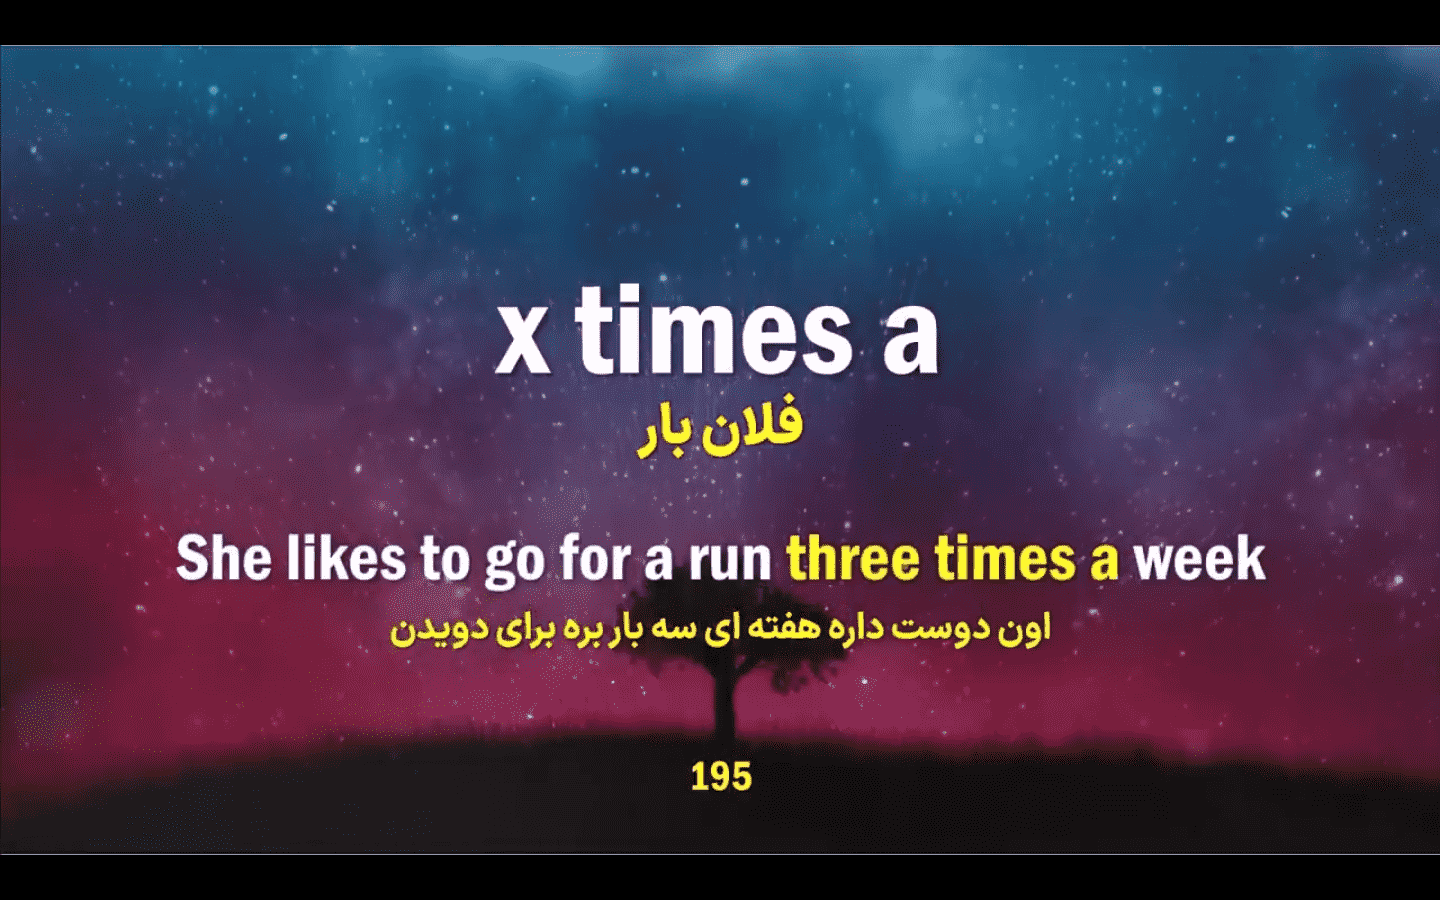 x times a
فلان بار
She likes to go for a run three times a week
اون دوست داره هفته ای سه بار بره برای دویدن
195